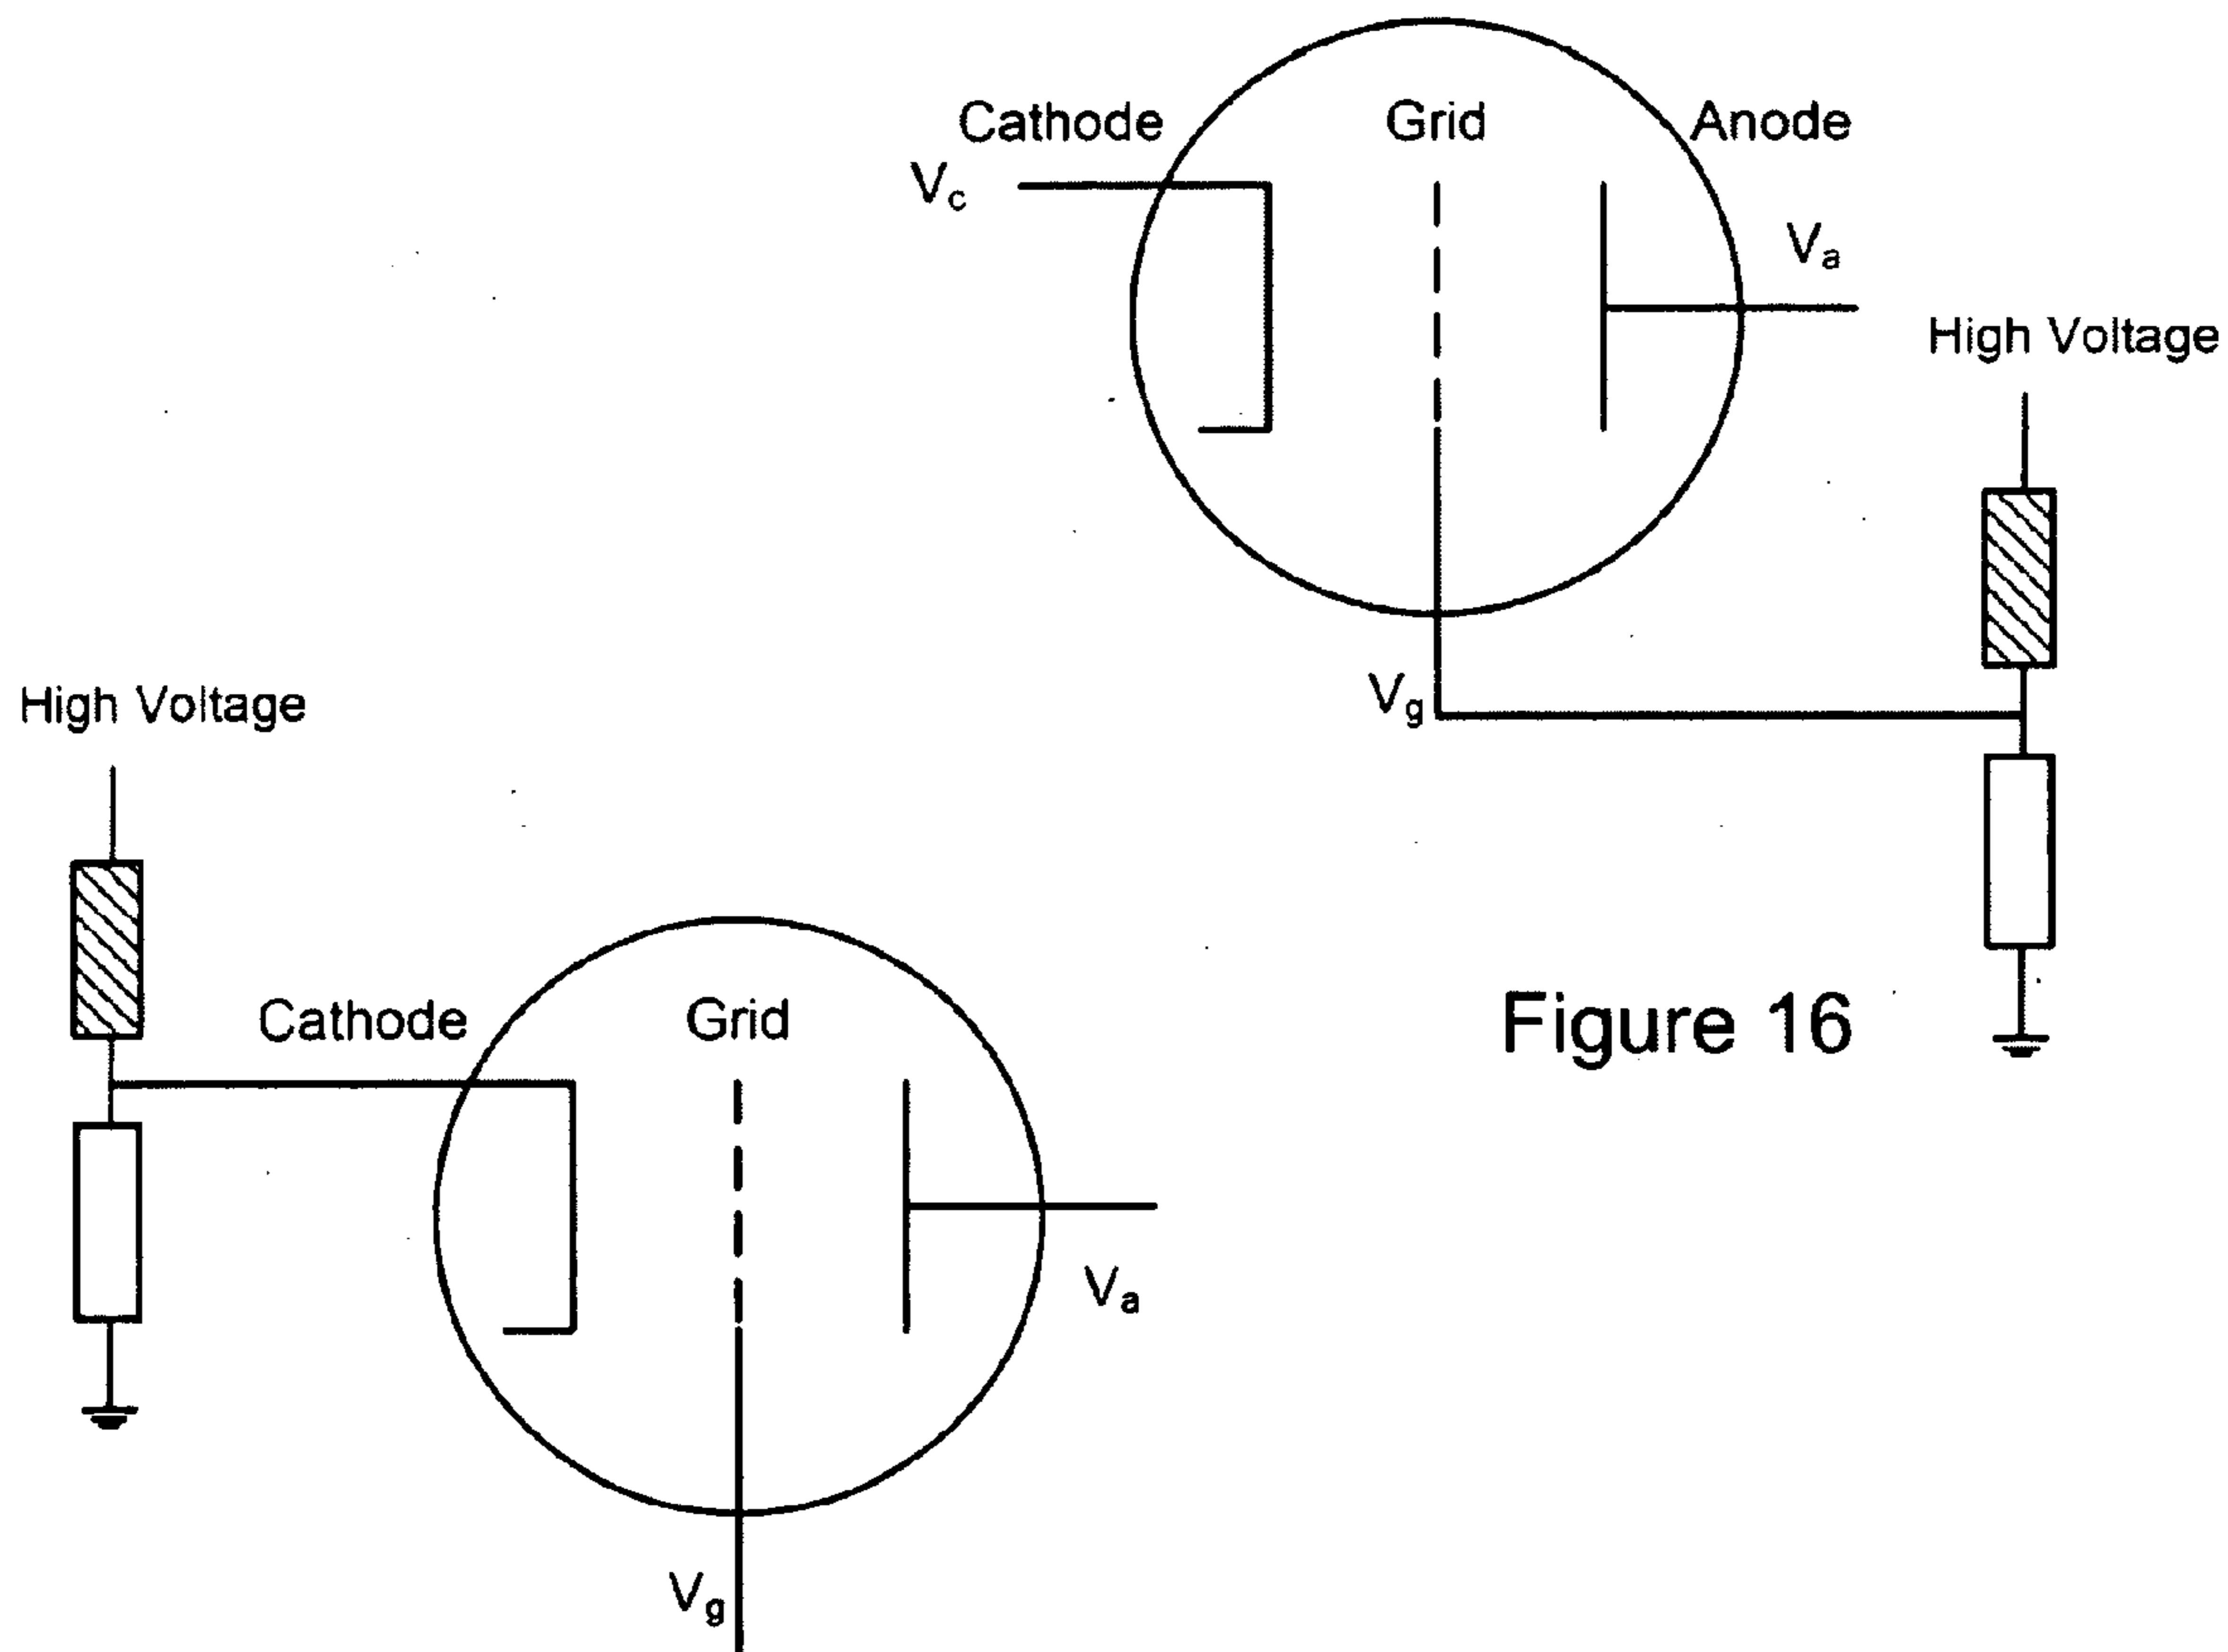 Cathode Grid Anode
Vc
Va
High Voltage
Vg
Figure 16
High Voltage
Cathode Grid
Va
Vg